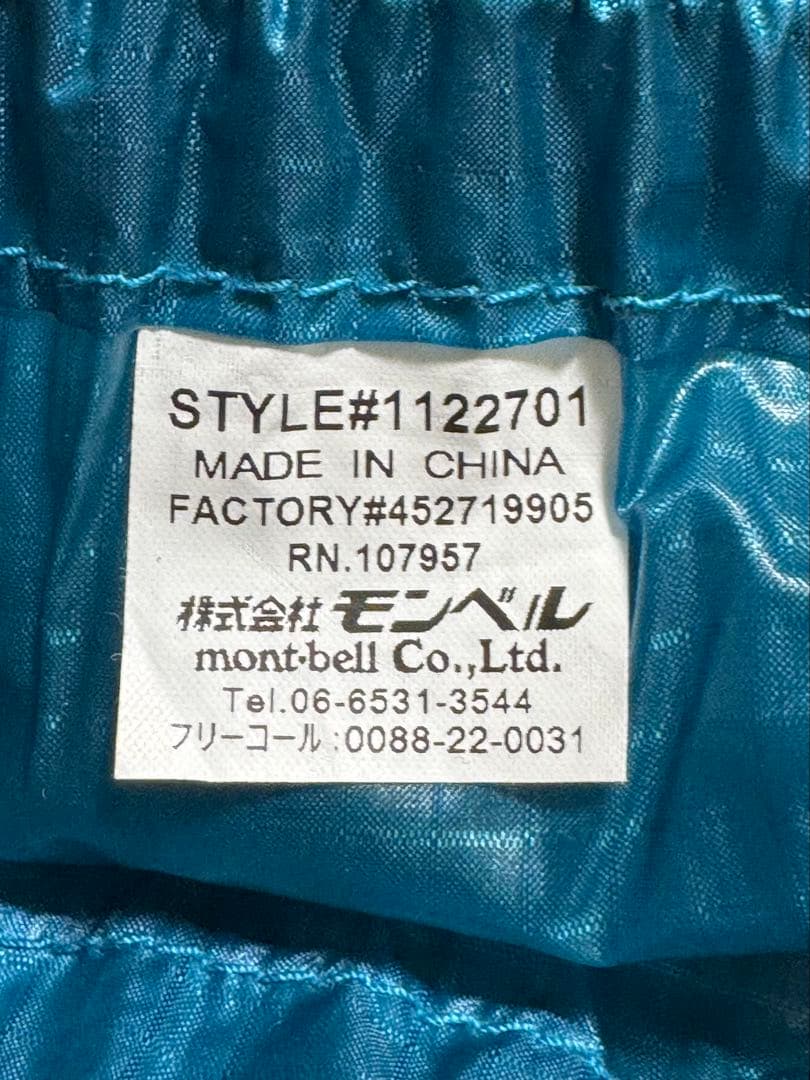 STYLE#1122701
MADE IN CHINA
FACTORY#452719905
RN.107957
株式会社 モンベル
mont·bell Co.,Ltd.
Tel.06-6531-3544
フリーコール:0088-22-0031